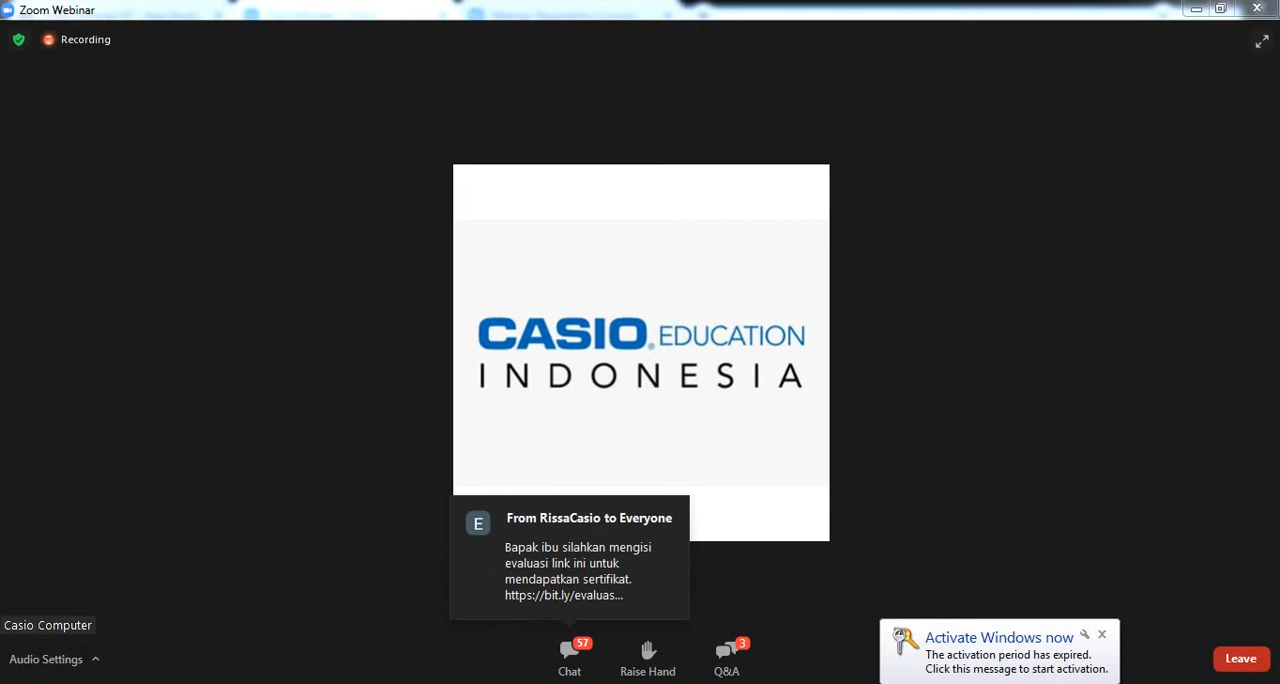 Zoom Webinar
Recording
CASIO. EDUCATION
INDONESIA
E
From RissaCasio to Everyone
Bapak ibu silahkan mengisi
evaluasi link ini untuk
mendapatkan sertifikat.
https://bit.ly/evaluas...
Casio Computer
Audio Settings
57
Chat
Raise Hand
3
Q&A
Activate Windows now
The activation period has expired.
Click this message to start activation.
Leave